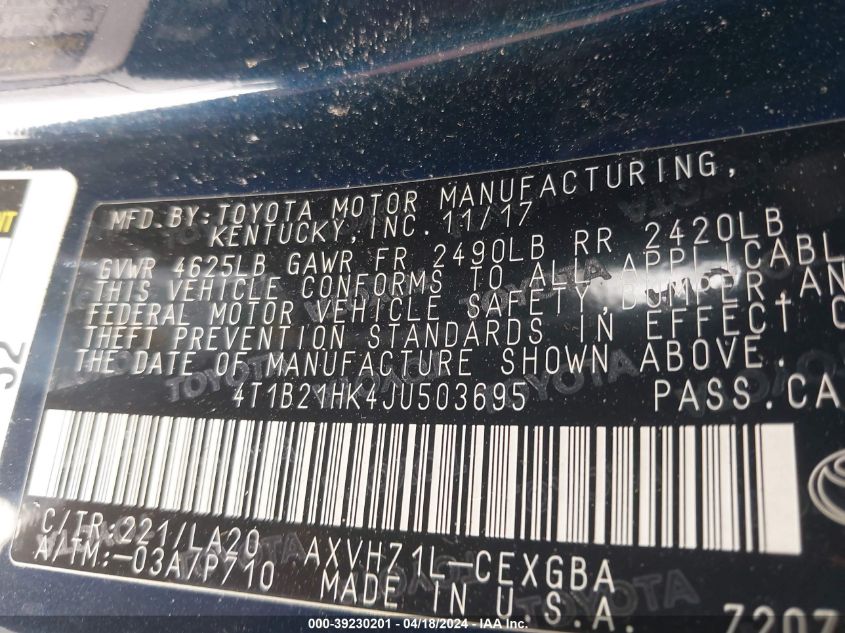 MFD.BY:TOYOTA MOTOR MANUFACTURING,
KENTUCKY,INC. 11/17
GVWR 4625LB GAWR FR 2490LB RR 2420LB
THIS VEHICLE CONFORMS TO ALL APPLICABL
FEDERAL MOTOR VEHICLE SAFETY,BUMPER,AN
THEFT PREVENTION STANDARDS IN EFFECT
THE DATE OF MANUFACTURE SHOWN ABOVE.
4T1B21HK4JU503695 PASS.CA
C/TR:221/LA20 AXVH71L-CEXGBA
A/TM:-03A/P710 MADE IN U.S.A. 7207
000-39230201 - 04/18/2024 - IAA Inc.